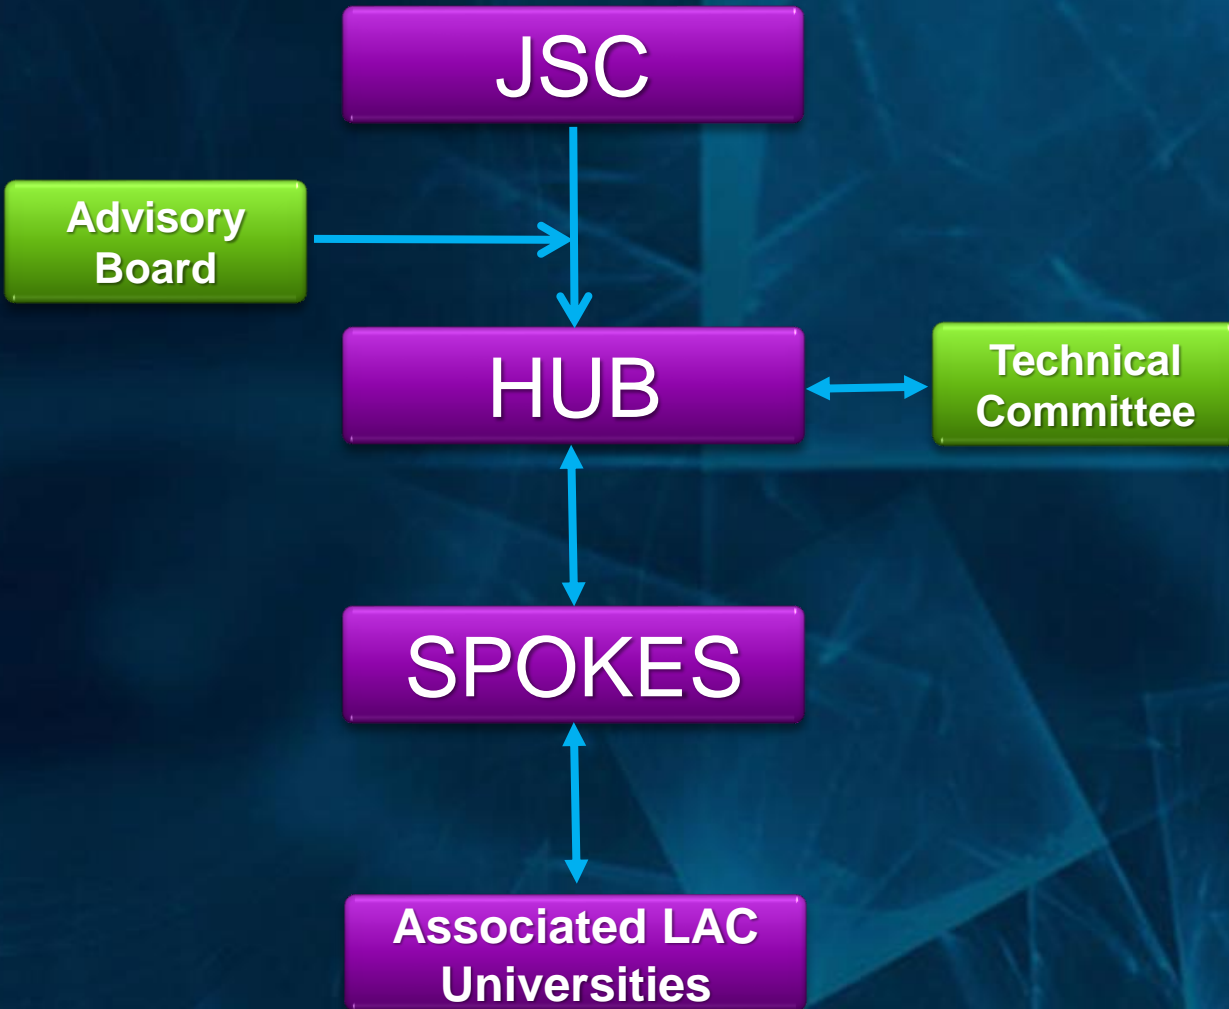 JSC
Advisory
Board
HUB
Technical
Committee
SPOKES
Associated LAC
Universities